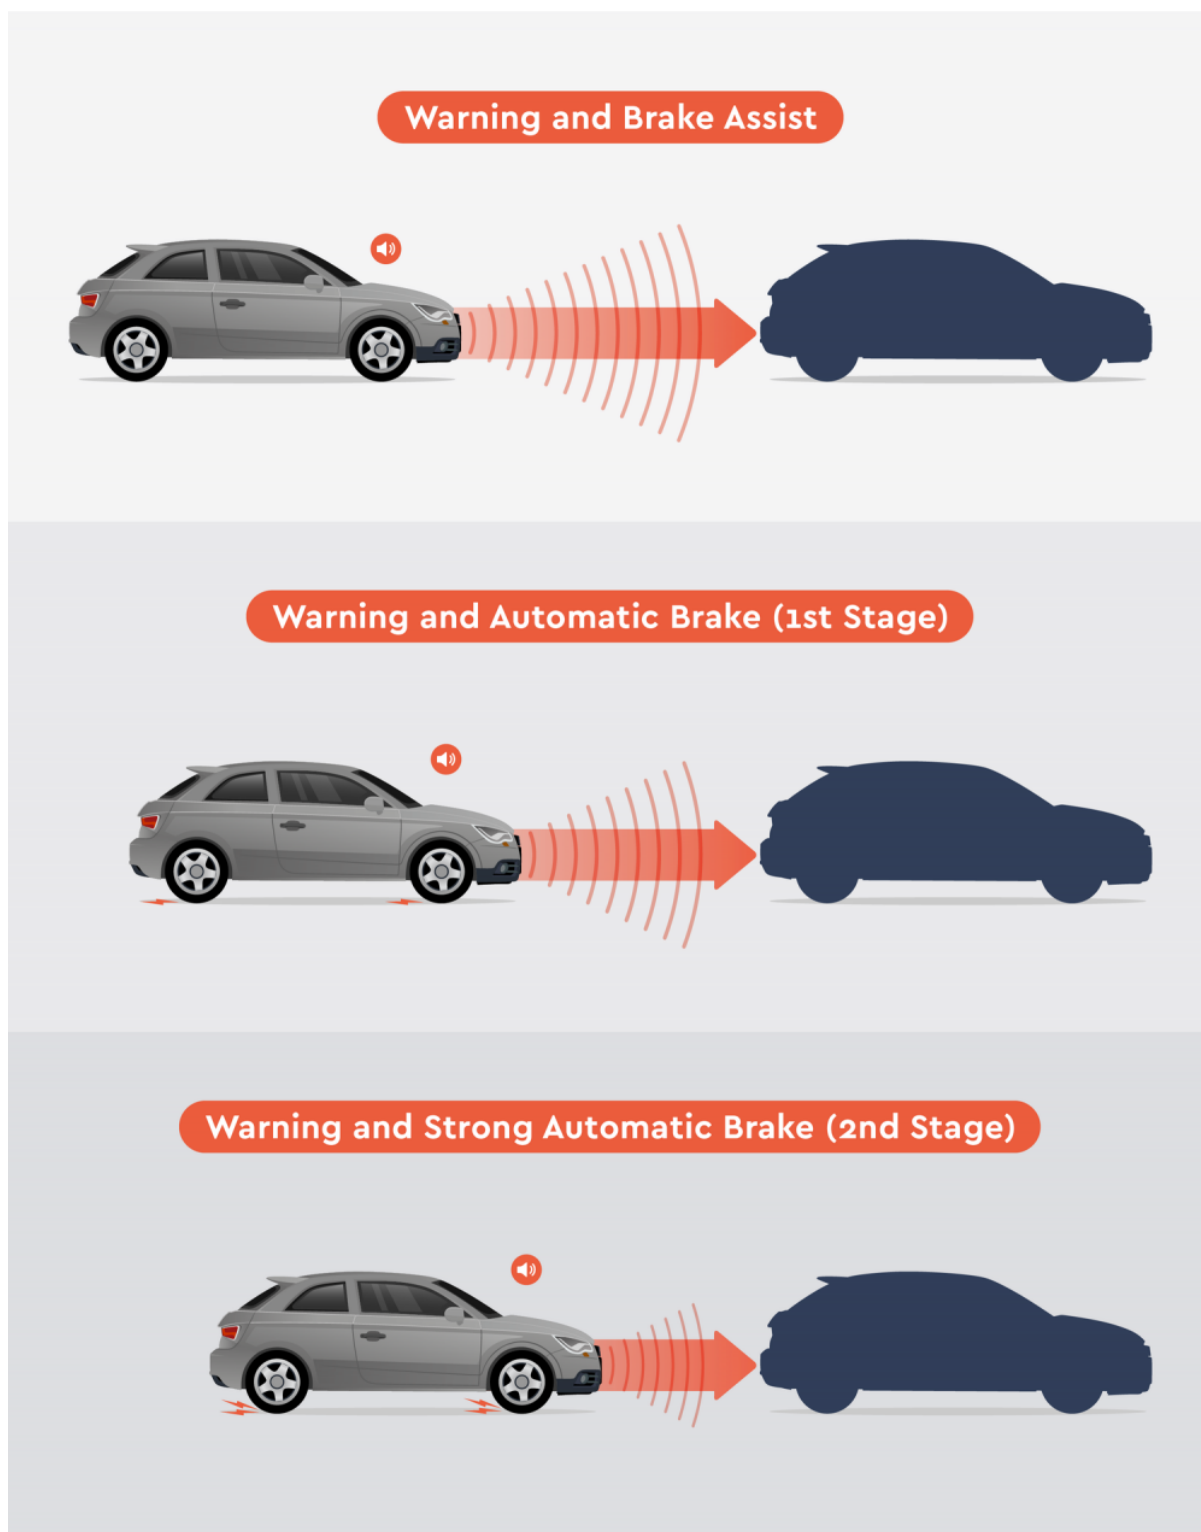 Warning and Brake Assist
Warning and Automatic Brake (1st Stage)
Warning and Strong Automatic Brake (2nd Stage)